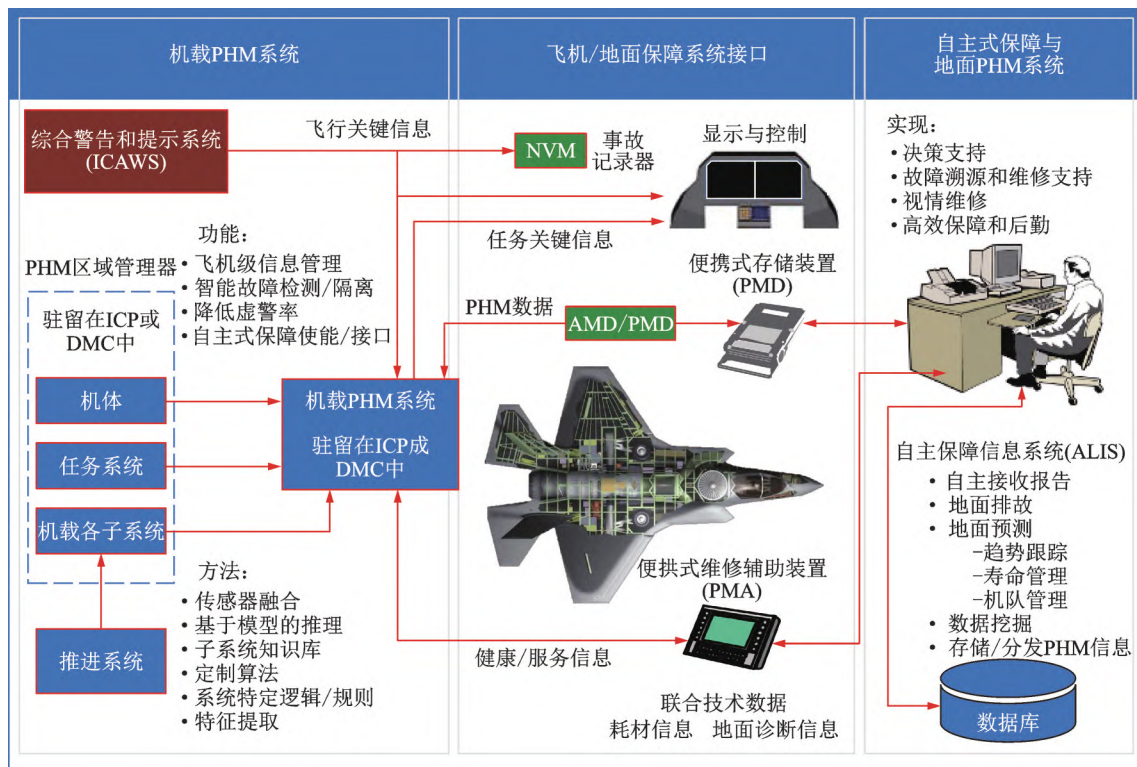 机载PHM系统
飞机/地面保障系统接口
自主式保障与
地面PHM系统
综合警告和提示系统
(ICAWS)
飞行关键信息
NVM
事故
记录器
显示与控制
任务关键信息
功能：
·飞机级信息管理
·智能故障检测/隔离
·降低虚警率
·自主式保障使能/接口
PHM区域管理器
驻留在ICP或
DMC中
机体
任务系统
机载各子系统
推进系统
机载PHM系统
驻留在ICP成
DMC中
方法：
·传感器融合
·基于模型的推理
·子系统知识库
·定制算法
·系统特定逻辑/规则
·特征提取
PHM数据
AMD/PMD
便携式存储装置
(PMD)
便拱式维修辅助装置
(PMA)
健康/服务信息
联合技术数据
耗材信息 地面诊断信息
实现：
·决策支持
·故障溯源和维修支持
·视情维修
·高效保障和后勤
自主保障信息系统(ALIS)
·自主接收报告
·地面排故
·地面预测
-趋势跟踪
-寿命管理
-机队管理
·数据挖掘
·存储/分发PHM信息
数据库